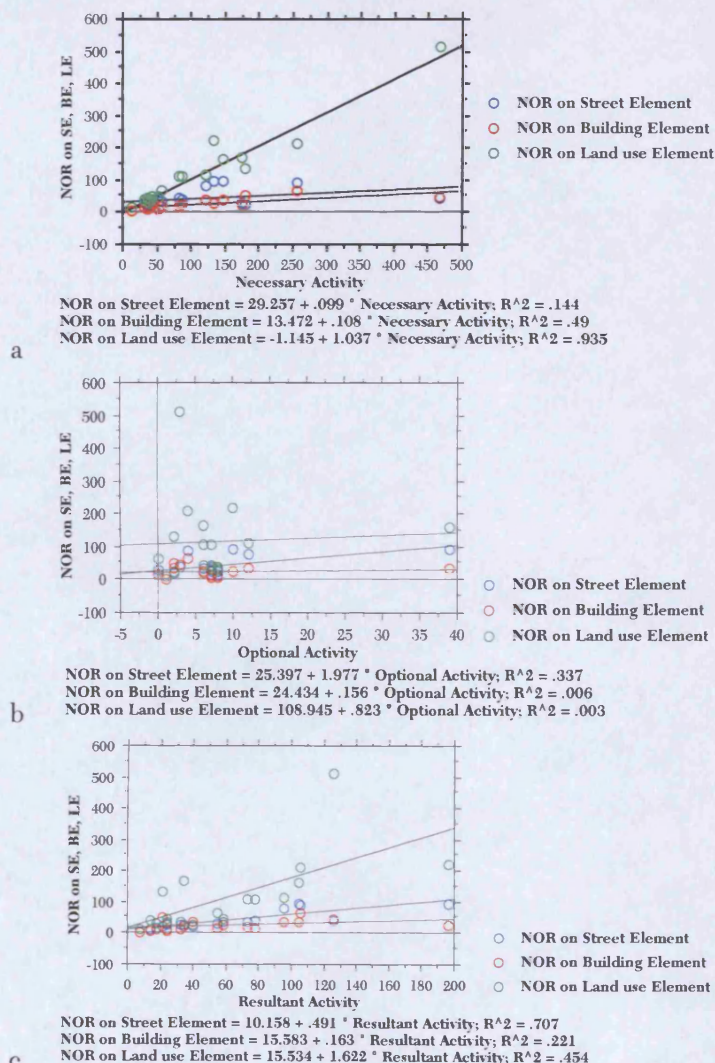 600
500
400
300
200
100
0
-100
NOR on SE, BE, LE
0 50 100 150 200 250 300 350 400 450 500
Necessary Activity
NOR on Street Element
NOR on Building Element
NOR on Land use Element
NOR on Street Element = 29.257 + .099 * Necessary Activity; R^2 = .144
NOR on Building Element = 13.472 + .108 * Necessary Activity; R^2 = .49
NOR on Land use Element = -1.145 + 1.037 * Necessary Activity; R^2 = .935
a
600
500
400
300
200
100
0
-100
NOR on SE, BE, LE
-5 0 5 10 15 20 25 30 35 40
Optional Activity
NOR on Street Element
NOR on Building Element
NOR on Land use Element
NOR on Street Element = 25.397 + 1.977 * Optional Activity; R^2 = .337
NOR on Building Element = 24.434 + .156 * Optional Activity; R^2 = .006
NOR on Land use Element = 108.945 + .823 * Optional Activity; R^2 = .003
b
600
500
400
300
200
100
0
-100
NOR on SE, BE, LE
0 20 40 60 80 100 120 140 160 180 200
Resultant Activity
NOR on Street Element
NOR on Building Element
NOR on Land use Element
NOR on Street Element = 10.158 + .491 * Resultant Activity; R^2 = .707
NOR on Building Element = 15.583 + .163 * Resultant Activity; R^2 = .221
NOR on Land use Element = 15.534 + 1.622 * Resultant Activity; R^2 = .454
c